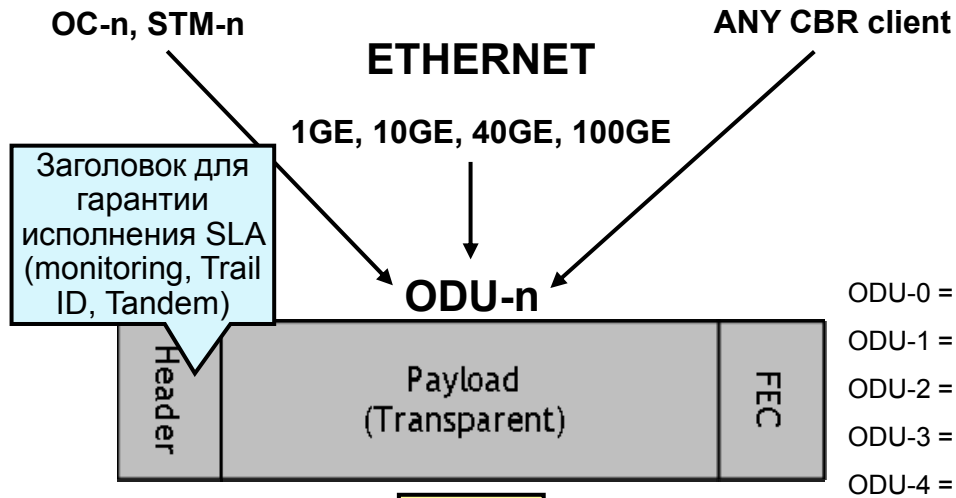 OC-n, STM-n
ANY CBR client
ETHERNET
1GE, 10GE, 40GE, 100GE
Заголовок для
гарантии
исполнения SLA
(monitoring, Trail
ID, Tandem)
ODU-n
Header
Payload
(Transparent)
FEC
ODU-0 =
ODU-1 =
ODU-2 =
ODU-3 =
ODU-4 =